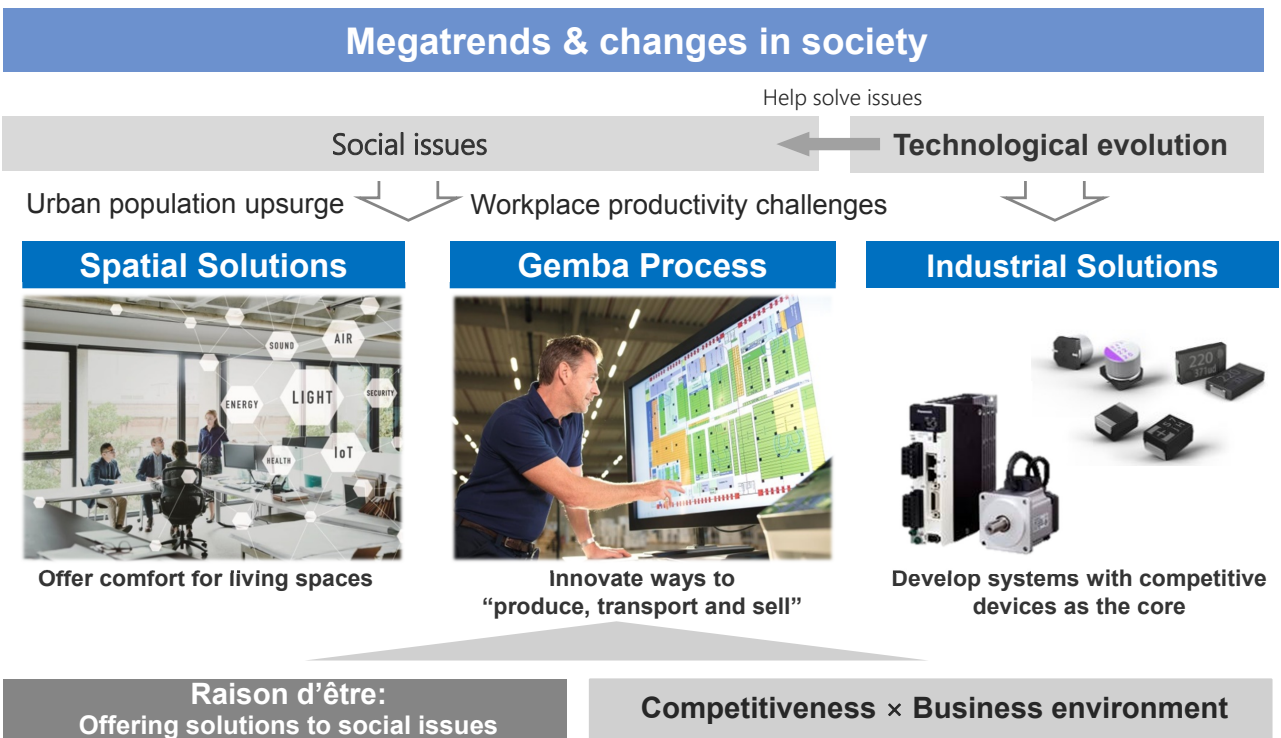 Megatrends & changes in society
Help solve issues
Social issues
Technological evolution
Urban population upsurge
Workplace productivity challenges
Spatial Solutions
Gemba Process
Industrial Solutions
SOUND
AIR
ENERGY
LIGHT
SECURITY
HEALTH
IoT
Panasonic
220
371ud
Offer comfort for living spaces
Innovate ways to
“produce, transport and sell”
Develop systems with competitive
devices as the core
Raison d’être:
Offering solutions to social issues
Competitiveness × Business environment